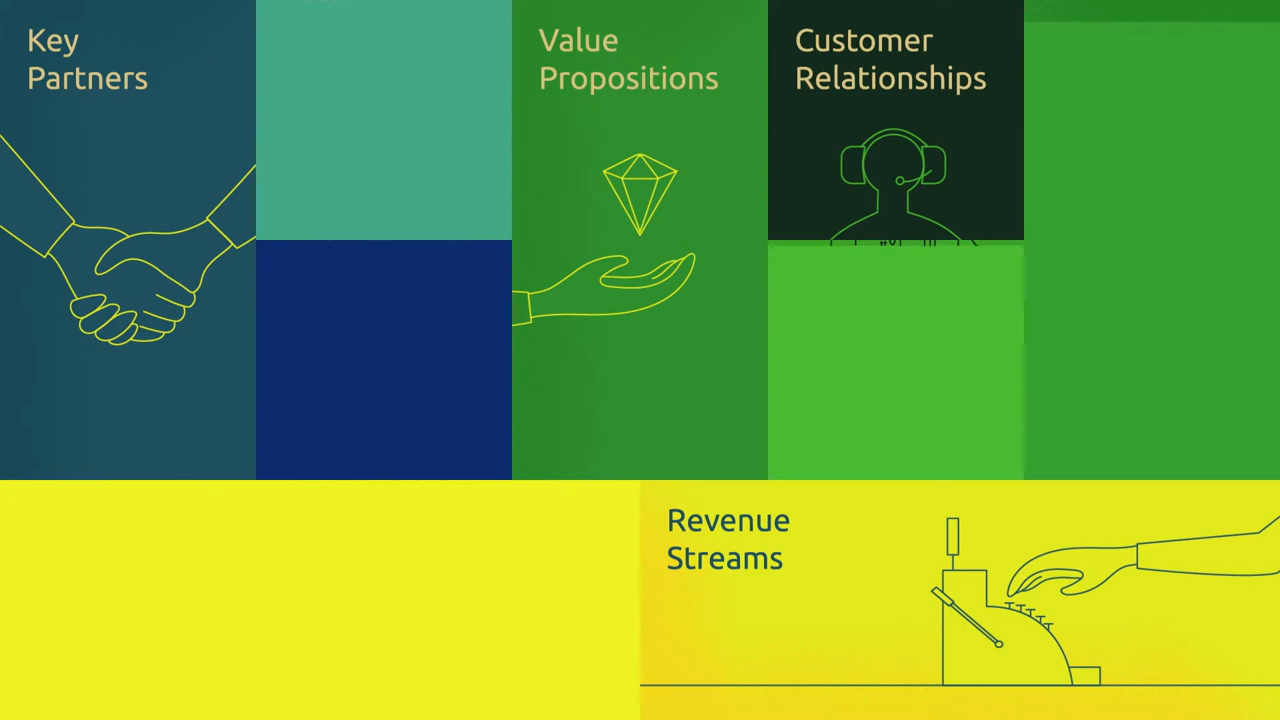 Key
Partners
Value
Propositions
Customer
Relationships
Revenue
Streams